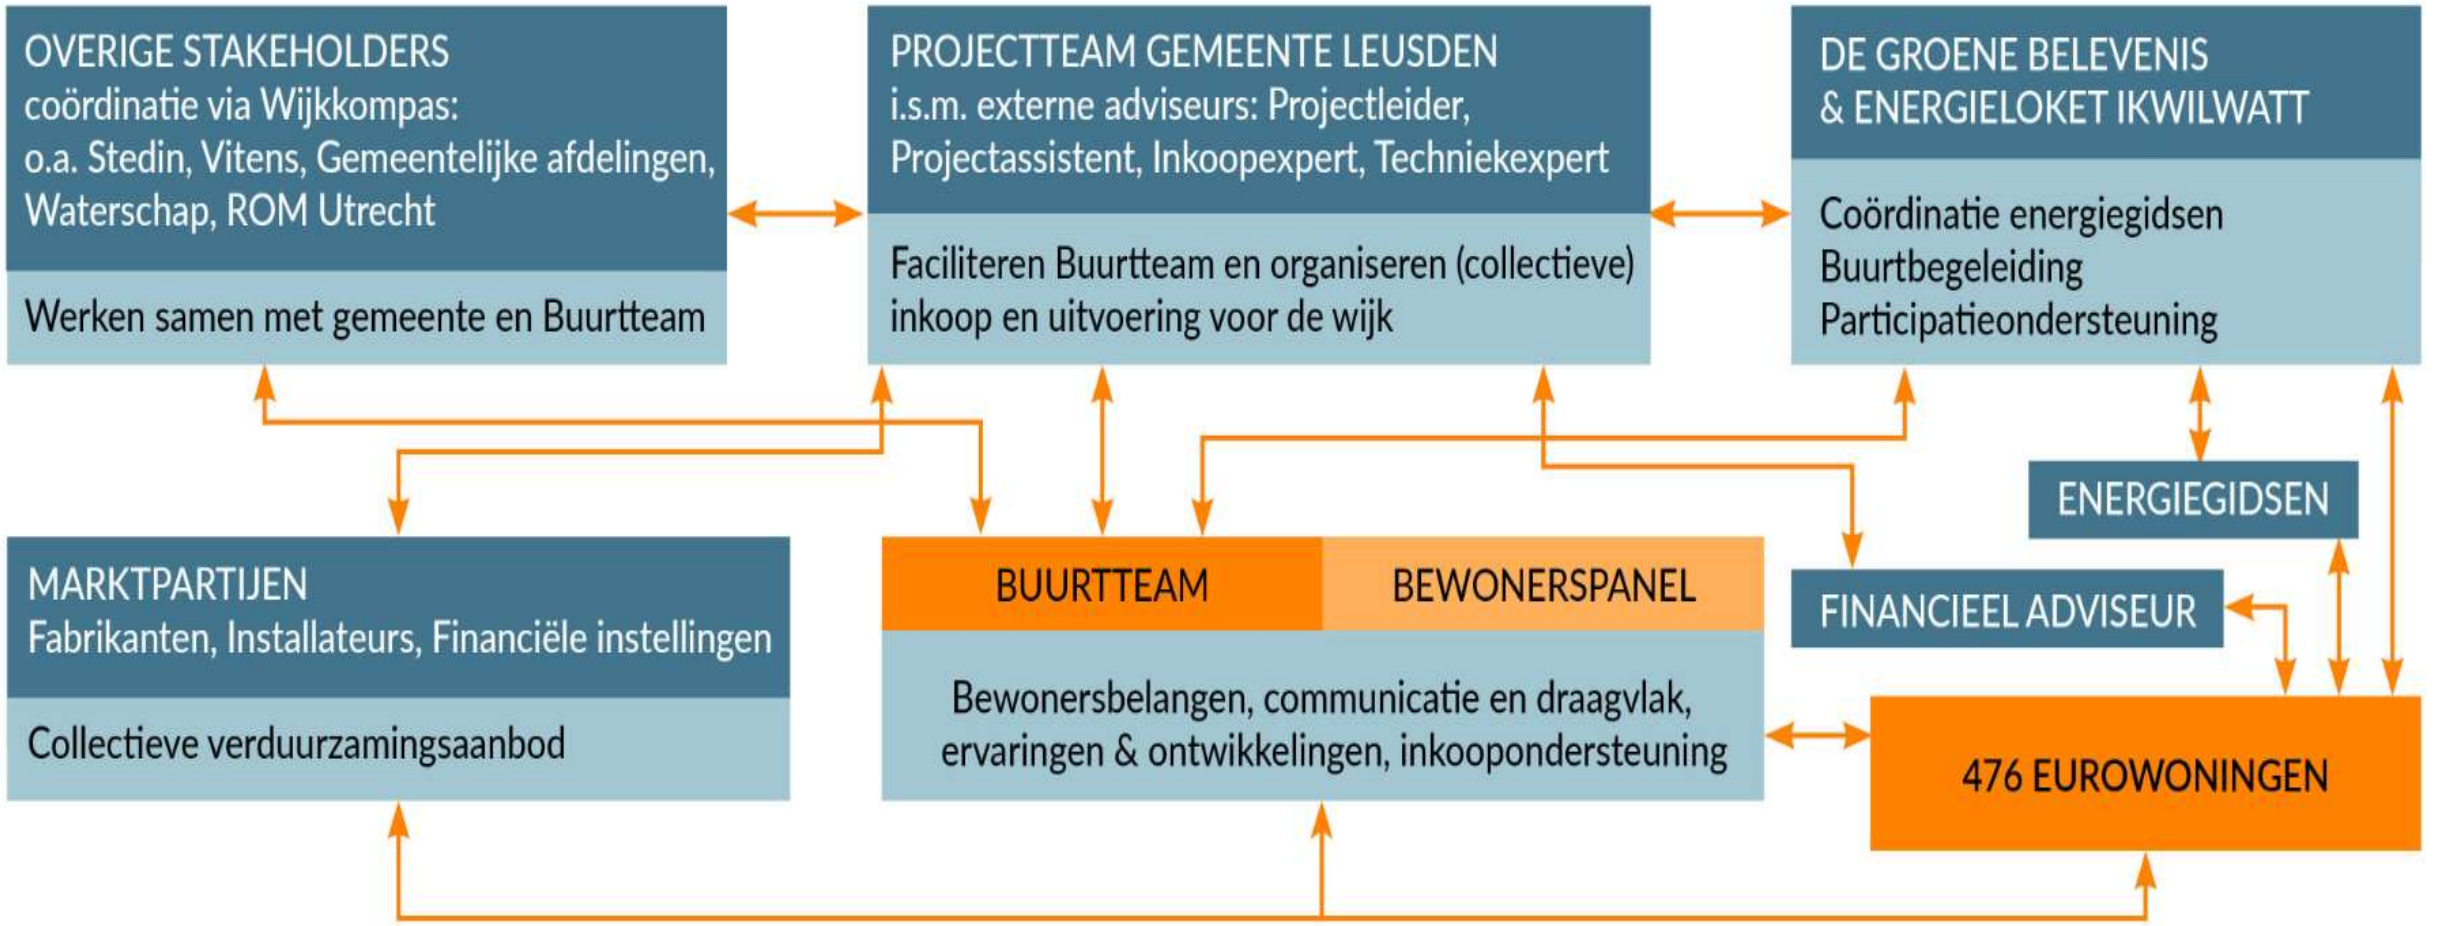 OVERIGE STAKEHOLDERS
coördinatie via Wijkkompas:
o.a. Stedin, Vitens, Gemeentelijke afdelingen,
Waterschap, ROM Utrecht
Werken samen met gemeente en Buurtteam
PROJECTTEAM GEMEENTE LEUSDEN
i.s.m. externe adviseurs: Projectleider,
Projectassistent, Inkoopexpert, Techniekexpert
Faciliteren Buurtteam en organiseren (collectieve)
inkoop en uitvoering voor de wijk
DE GROENE BELEVENIS
& ENERGIELOKET IKWILWATT
Coördinatie energiegidsen
Buurtbegeleiding
Participatieondersteuning
ENERGIEGIDSEN
MARKTPARTIJEN
Fabrikanten, Installateurs, Financiële instellingen
Collectieve verduurzamingsaanbod
BUURTTEAM
BEWONERSPANEL
Bewonersbelangen, communicatie en draagvlak,
ervaringen & ontwikkelingen, inkoopondersteuning
FINANCIEEL ADVISEUR
476 EUROWONINGEN